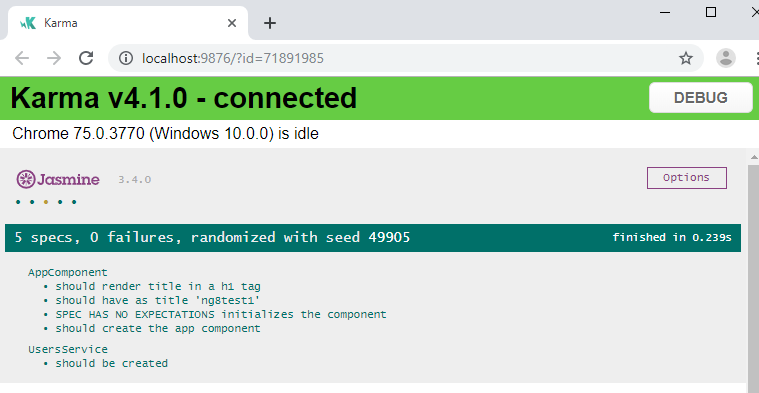 Karma
localhost:9876/?id=71891985
Karma v4.1.0 - connected
DEBUG
Chrome 75.0.3770 (Windows 10.0.0) is idle
Jasmine 3.4.0
Options
5 specs, 0 failures, randomized with seed 49905
finished in 0.239s
AppComponent
• should render title in a h1 tag
• should have as title 'ng8test1'
• SPEC HAS NO EXPECTATIONS initializes the component
• should create the app component
UsersService
• should be created